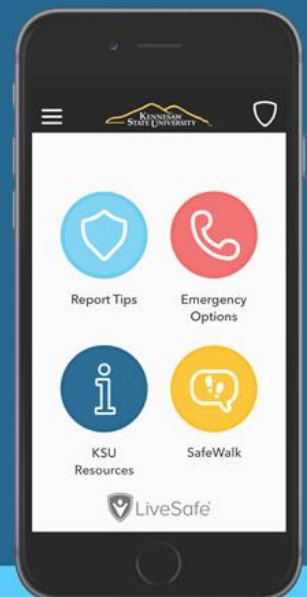 KENNESAW
STATE UNIVERSITY
Report Tips
Emergency
Options
KSU
Resources
SafeWalk
LiveSafe